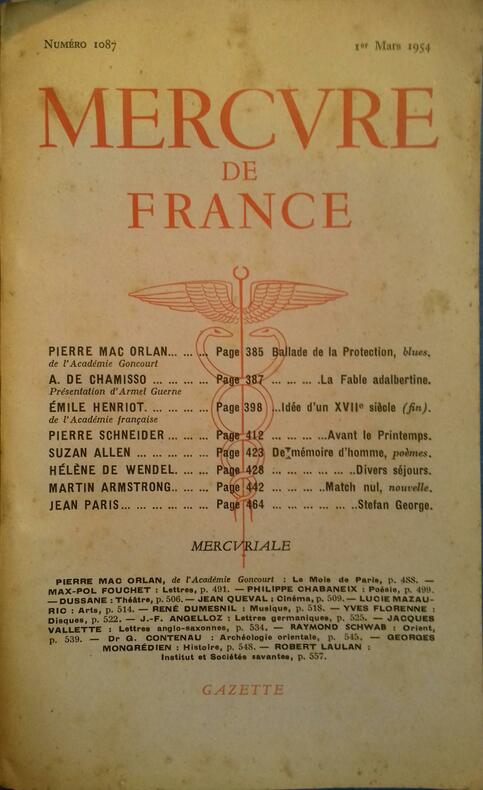 NUMÉRO 1087 1er Mars 1954
MERCVRE
DE
FRANCE
PIERRE MAC ORLAN... ... ... Page 385 Ballade de la Protection, blues.
de l'Académie Goncourt
A. DE CHAMISSO ... ... ... ... Page 387 ... ... ... ..La Fable adalbertine.
Présentation d'Armel Guerne
ÉMILE HENRIOT. ... ... ... ... Page 398 ...Idée d'un XVIIe siècle (fin).
de l'Académie française
PIERRE SCHNEIDER ... ... ... Page 412 ... ... ... ...Avant le Printemps.
SUZAN ALLEN ... ... ... ... ... Page 423 De mémoire d'homme, poèmes.
HÉLÈNE DE WENDEL. ... ... ... Page 428 ... ... ... ... ... ..Divers séjours.
MARTIN ARMSTRONG.. ... ... Page 442 ... ... ..Match nul, nouvelle.
JEAN PARIS... ... ... ... ... ... Page 464 ... ... ... ... ... ..Stefan George.
MERCVRIALE
PIERRE MAC ORLAN, de l'Académie Goncourt : Le Mois de Paris, p. 488. —
MAX-POL FOUCHET : Lettres, p. 491. — PHILIPPE CHABANEIX : Poésie, p. 499.
— DUSSANE : Théâtre, p. 506. — JEAN QUEVAL : Cinéma, p. 509. — LUCIE MAZAU-
RIC : Arts, p. 514. — RENÉ DUMESNIL : Musique, p. 518. — YVES FLORENNE :
Disques, p. 522. — J.-F. ANGELLOZ : Lettres germaniques, p. 525. — JACQUES
VALLETTE : Lettres anglo-saxonnes, p. 534. — RAYMOND SCHWAB : Orient,
p. 539. — Dr G. CONTENAU : Archéologie orientale, p. 545. — GEORGES
MONGRÉDIEN : Histoire, p. 548. — ROBERT LAULAN :
Institut et Sociétés savantes, p. 557.
GAZETTE